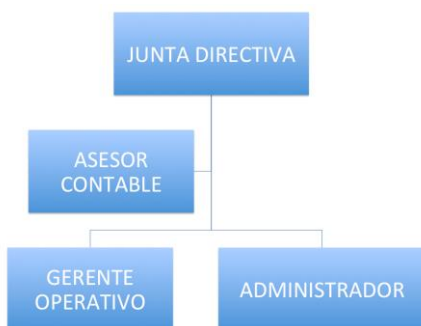 JUNTA DIRECTIVA
ASESOR
CONTABLE
GERENTE
OPERATIVO
ADMINISTRADOR